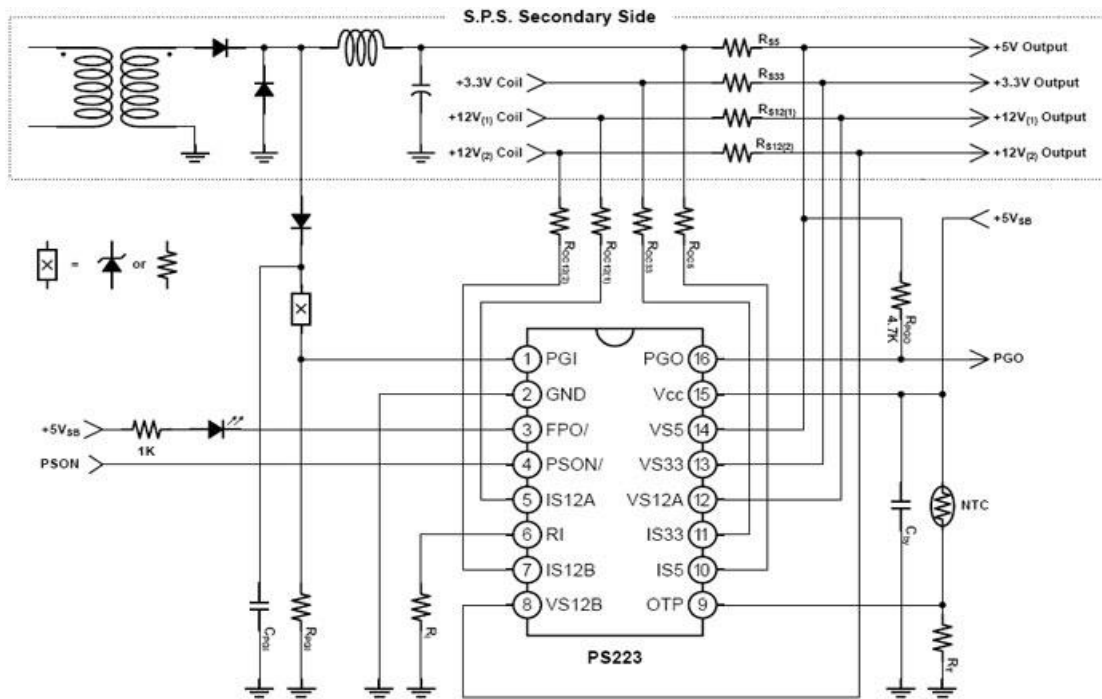 S.P.S. Secondary Side
RS5
+5V Output
+3.3V Coil
RS33
+3.3V Output
+12V(1) Coil
RS12(1)
+12V(1) Output
+12V(2) Coil
RS12(2)
+12V(2) Output
ROC12(2)
ROC12(1)
ROC33
ROC5
+5VSB
= or
RPGO
4.7K
1 PGI
PGO 16
PGO
2 GND
Vcc 15
+5VSB
1K
3 FPO/
VS5 14
PSON
4 PSON/
VS33 13
5 IS12A
VS12A 12
NTC
6 RI
IS33 11
Cby
7 IS12B
IS5 10
8 VS12B
OTP 9
CPGI
RPGI
RI
RT
PS223